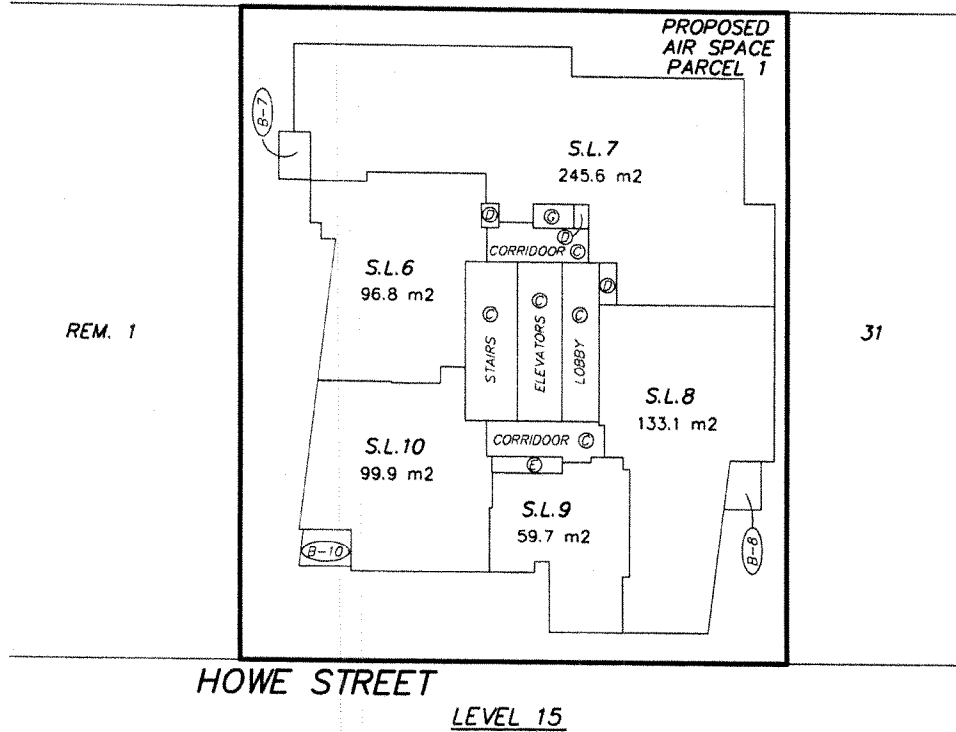 PROPOSED
AIR SPACE
PARCEL 1
B-7
S.L.7
245.6 m2
D
G
D
CORRIDOOR C
S.L.6
96.8 m2
D
REM. 1
STAIRS C
ELEVATORS C
LOBBY C
31
S.L.8
133.1 m2
CORRIDOOR C
S.L.10
99.9 m2
E
S.L.9
59.7 m2
B-10
B-8
HOWE STREET
LEVEL 15